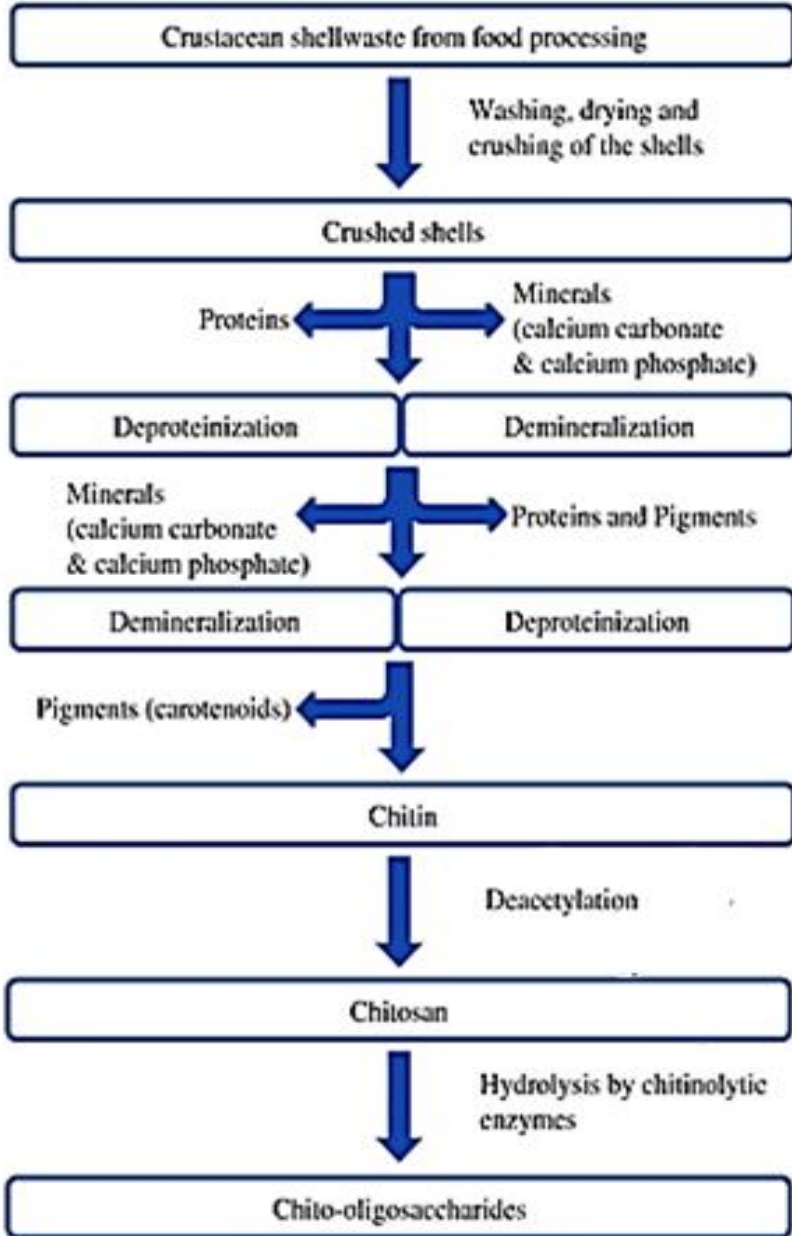 Crustacean shellwaste from food processing
Washing, drying and
crushing of the shells
Crushed shells
Proteins
Minerals
(calcium carbonate
& calcium phosphate)
Deproteinization
Demineralization
Minerals
(calcium carbonate
& calcium phosphate)
Proteins and Pigments
Demineralization
Deproteinization
Pigments (carotenoids)
Chitin
Deacetylation
Chitosan
Hydrolysis by chitinolytic
enzymes
Chito-oligosaccharides